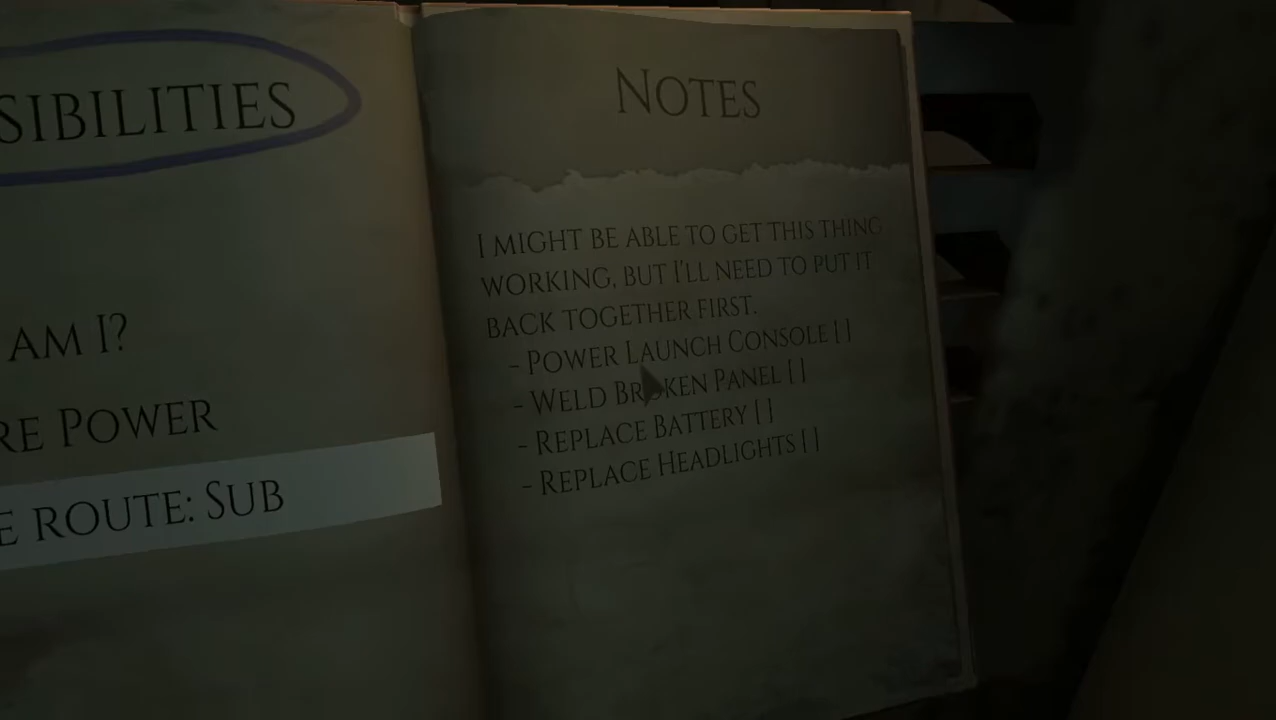 SIBILITIES
AM I?
RE POWER
E ROUTE: SUB
NOTES
I MIGHT BE ABLE TO GET THIS THING
WORKING, BUT I'LL NEED TO PUT IT
BACK TOGETHER FIRST.
- POWER LAUNCH CONSOLE [ ]
- WELD BROKEN PANEL [ ]
- REPLACE BATTERY [ ]
- REPLACE HEADLIGHTS [ ]